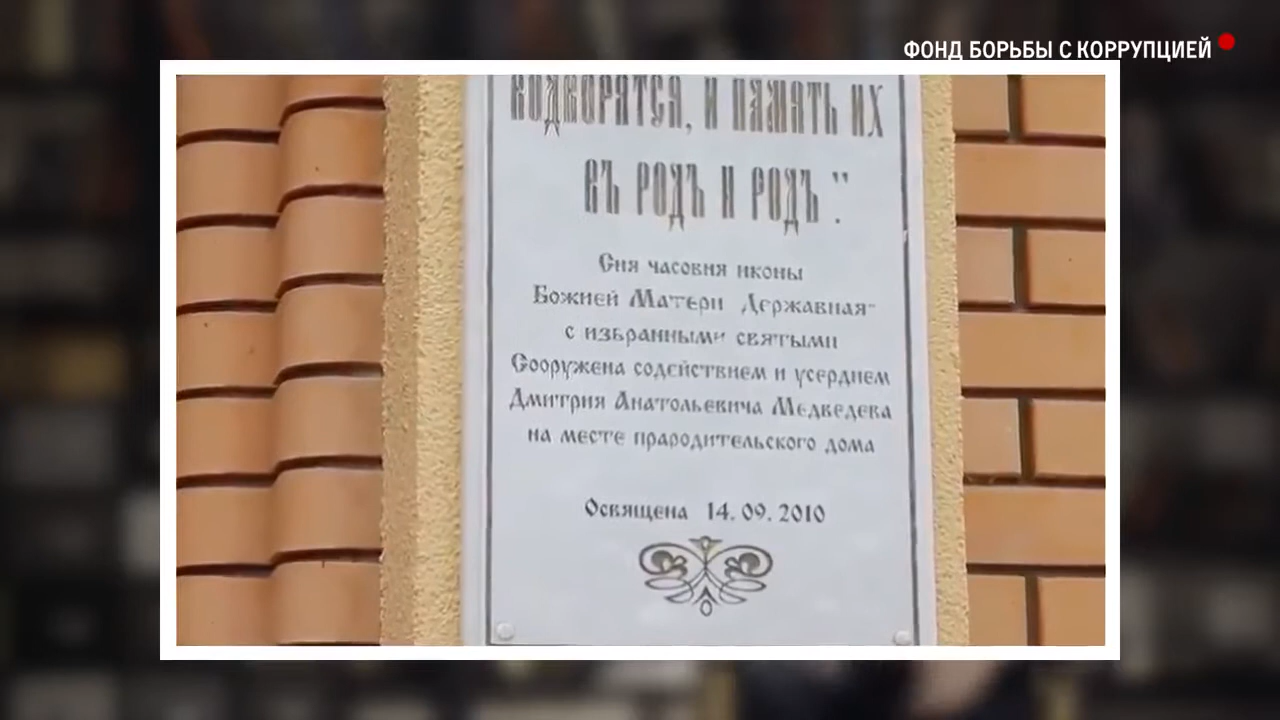 ФОНД БОРЬБЫ С КОРРУПЦИЕЙ
ВОДВОРЯТСЯ, И ПАМЯТЬ ИХ
ВЪ РОДЪ И РОДЪ".
Сия часовня иконы
Божией Матери Державная"
с избранными святыми
Сооружена содействием и усердием
Дмитрия Анатольевича Медведева
на месте прародительского дома
Освящена 14.09.2010